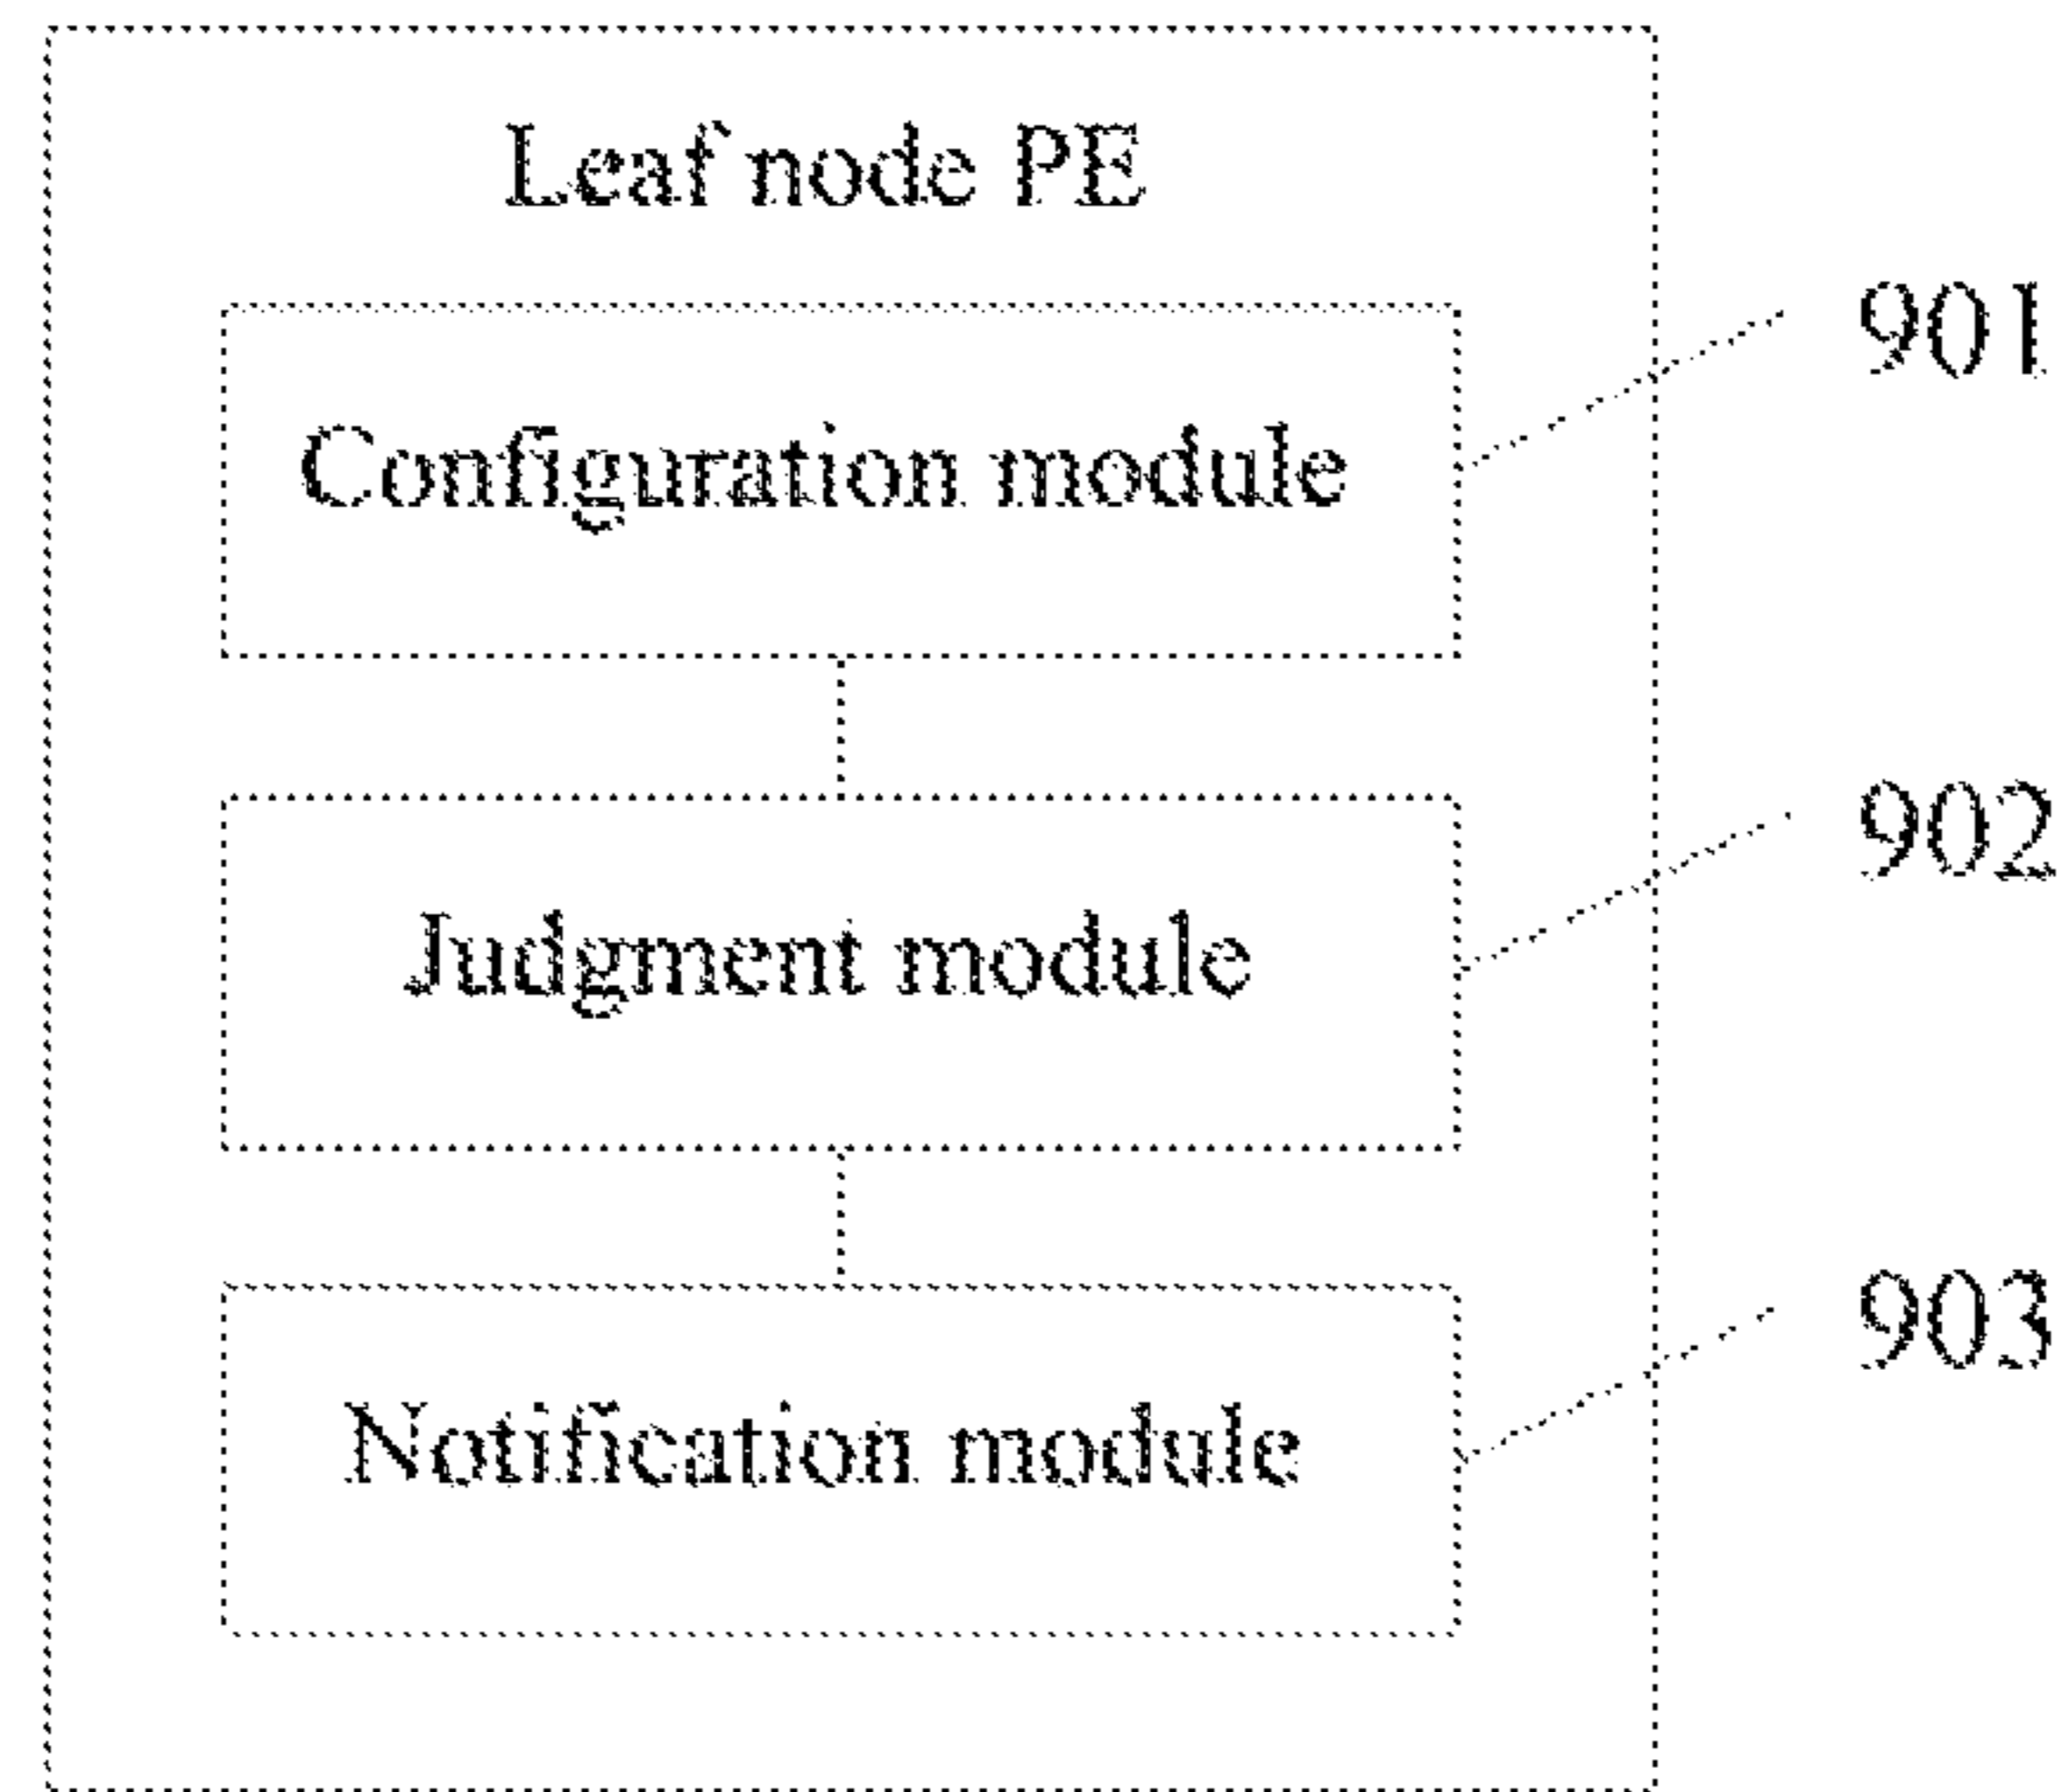 Leaf node PE
901
Configuration module
902
Judgment module
903
Notification module